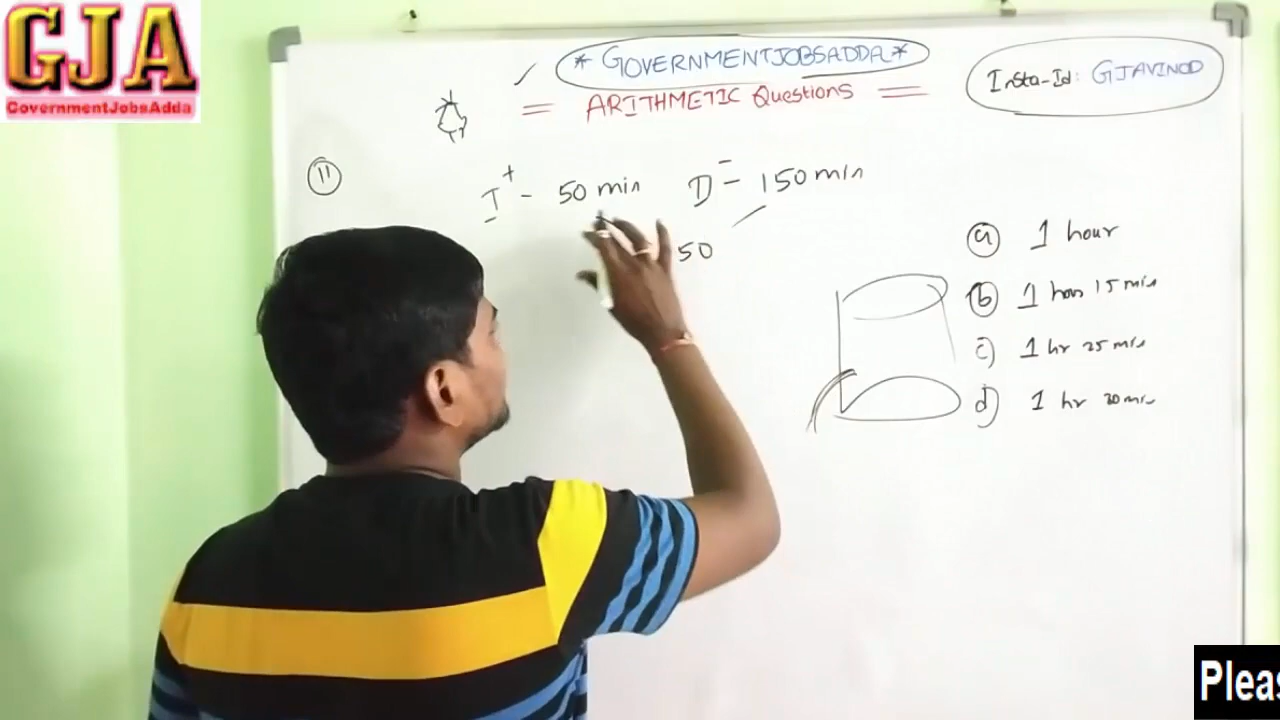 GJA
GovernmentJobsAdda
* GOVERNMENTJOBSADDA *
Insta-Id: GJAVINOD
= ARITHMETIC Questions =
11
I+ - 50 min D- - 150 min
50
a 1 hour
b) 1 hour 15 min
c) 1 hr 25 min
d) 1 hr 20 min
Pleas